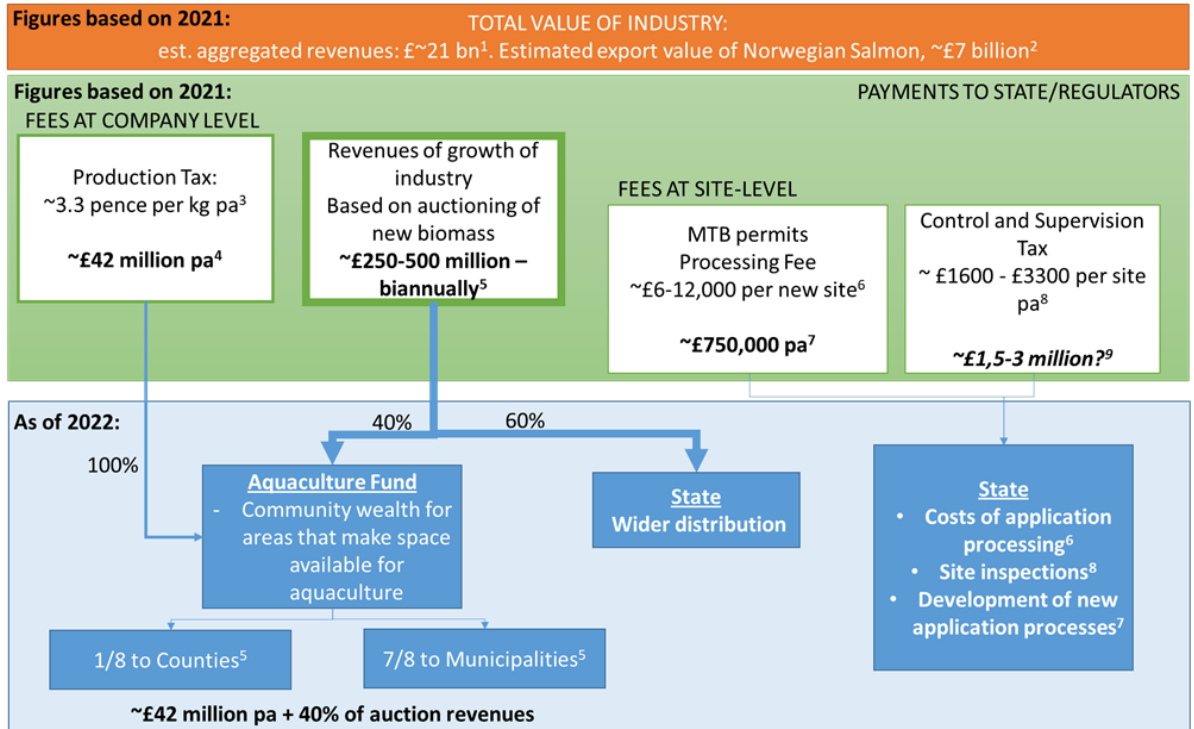 Figures based on 2021:
TOTAL VALUE OF INDUSTRY:
est. aggregated revenues: £~21 bn¹. Estimated export value of Norwegian Salmon, ~£7 billion²
Figures based on 2021:
PAYMENTS TO STATE/REGULATORS
FEES AT COMPANY LEVEL
Production Tax:
~3.3 pence per kg pa³
~£42 million pa⁴
Revenues of growth of
industry
Based on auctioning of
new biomass
~£250-500 million –
biannually⁵
FEES AT SITE-LEVEL
MTB permits
Processing Fee
~£6-12,000 per new site⁶
~£750,000 pa⁷
Control and Supervision
Tax
~ £1600 - £3300 per site
pa⁸
~£1,5-3 million?⁹
As of 2022:
100%
40%
60%
Aquaculture Fund
- Community wealth for
areas that make space
available for
aquaculture
State
Wider distribution
State
• Costs of application
processing⁶
• Site inspections⁸
• Development of new
application processes⁷
1/8 to Counties⁵
7/8 to Municipalities⁵
~£42 million pa + 40% of auction revenues